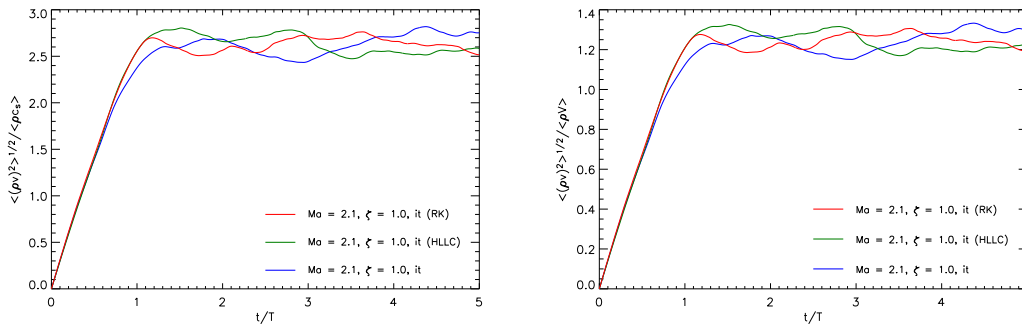 3.0
2.5
2.0
1.5
1.0
0.5
0.0
<(ρv)²>¹/²/<ρc_s>
Ma = 2.1, ζ = 1.0, it (RK)
Ma = 2.1, ζ = 1.0, it (HLLC)
Ma = 2.1, ζ = 1.0, it
0 1 2 3 4 5
t/T
1.4
1.2
1.0
0.8
0.6
0.4
0.2
0.0
<(ρv)²>¹/²/<ρV>
Ma = 2.1, ζ = 1.0, it (RK)
Ma = 2.1, ζ = 1.0, it (HLLC)
Ma = 2.1, ζ = 1.0, it
0 1 2 3 4
t/T